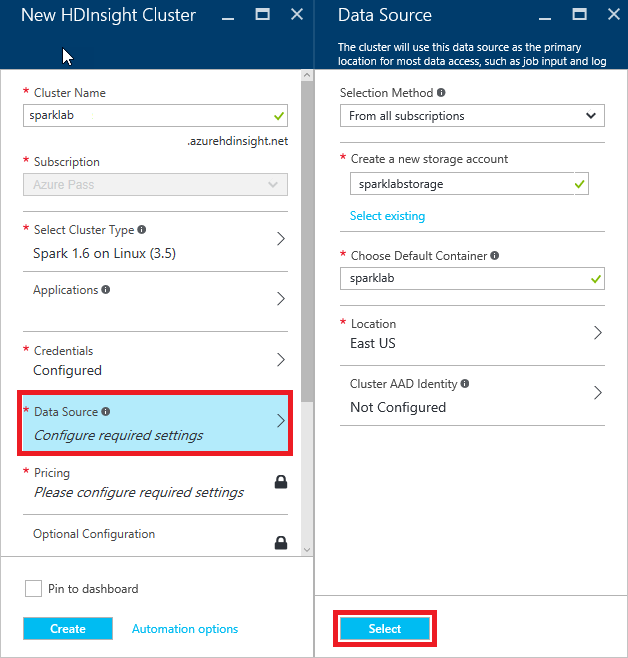 New HDInsight Cluster
* Cluster Name
sparklab
.azurehdinsight.net
* Subscription
Azure Pass
* Select Cluster Type
Spark 1.6 on Linux (3.5)
Applications
* Credentials
Configured
* Data Source
Configure required settings
* Pricing
Please configure required settings
Optional Configuration
Pin to dashboard
Create
Automation options
Data Source
The cluster will use this data source as the primary
location for most data access, such as job input and log
Selection Method
From all subscriptions
* Create a new storage account
sparklabstorage
Select existing
* Choose Default Container
sparklab
* Location
East US
Cluster AAD Identity
Not Configured
Select